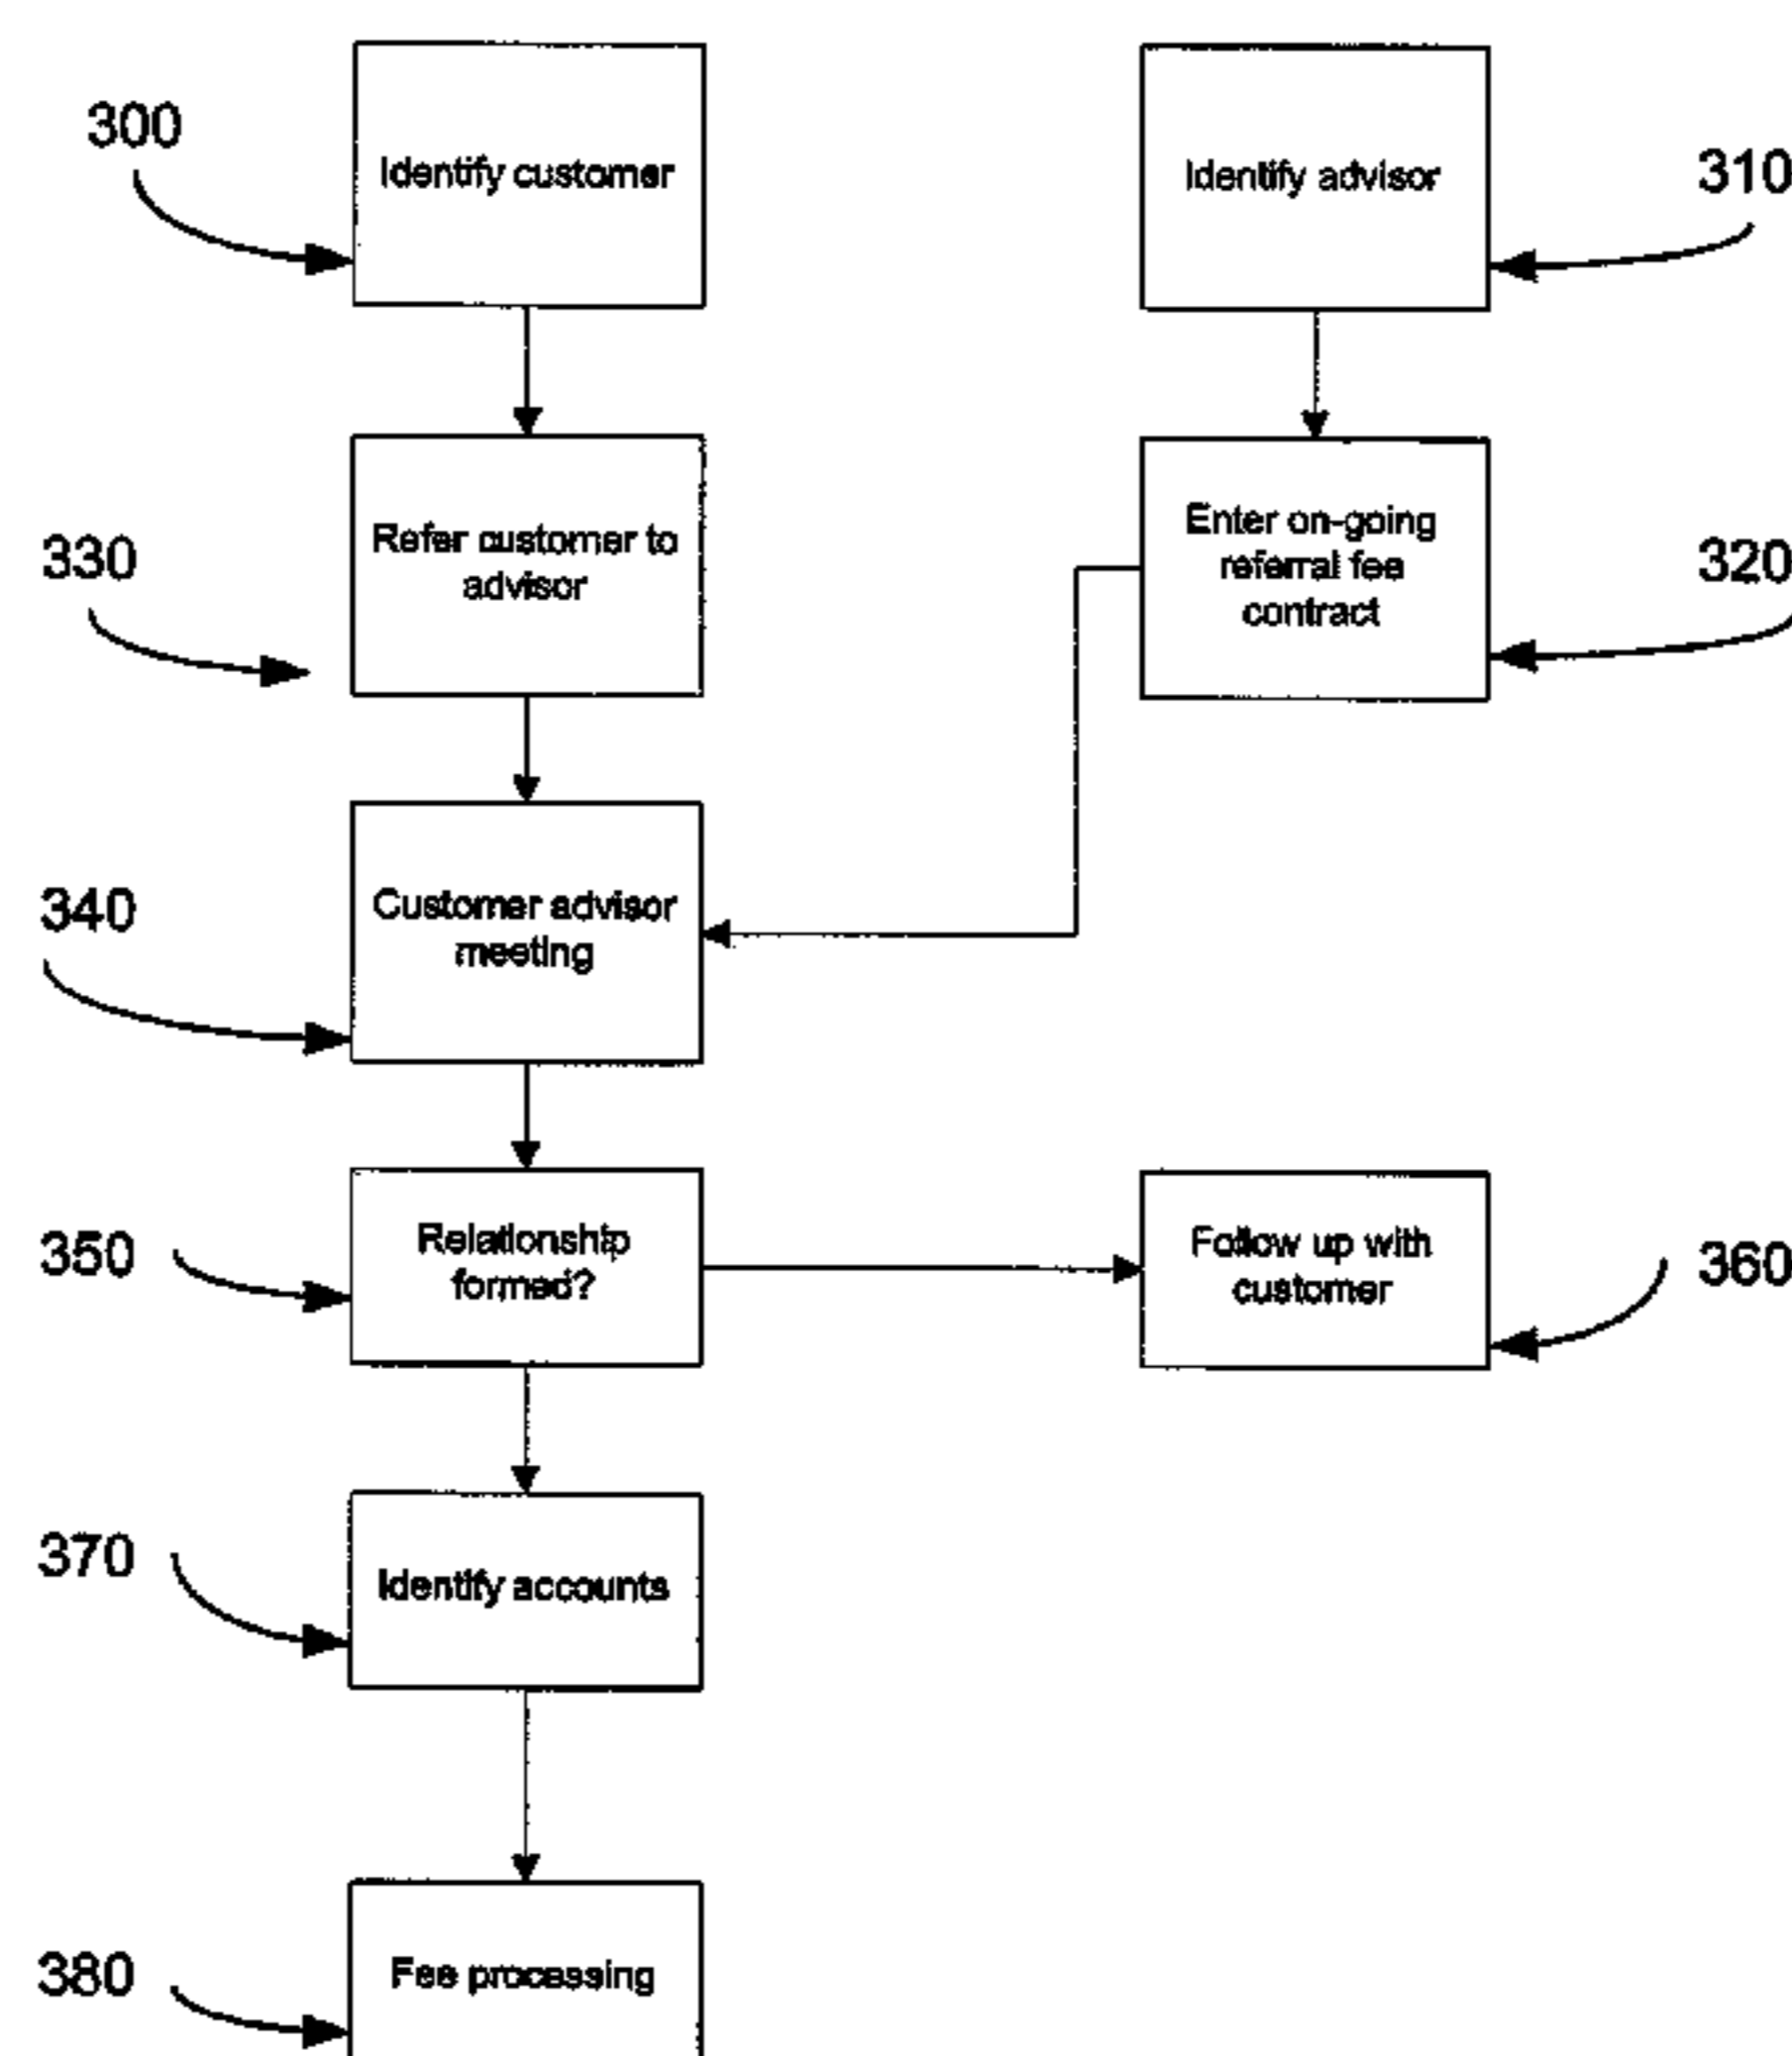 300
Identify customer
Identify advisor
310
330
Refer customer to
advisor
Enter on-going
referral fee
contract
320
340
Customer advisor
meeting
350
Relationship
formed?
Follow up with
customer
360
370
Identify accounts
380
Fee processing